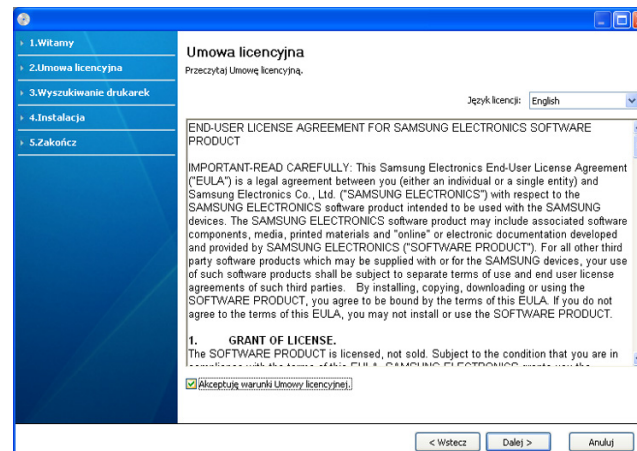 1.Witamy
2.Umowa licencyjna
3.Wyszukiwanie drukarek
4.Instalacja
5.Zakończ
Umowa licencyjna
Przeczytaj Umowę licencyjną.
Język licencji: English
END-USER LICENSE AGREEMENT FOR SAMSUNG ELECTRONICS SOFTWARE
PRODUCT
IMPORTANT-READ CAREFULLY: This Samsung Electronics End-User License Agreement
("EULA") is a legal agreement between you (either an individual or a single entity) and
Samsung Electronics Co., Ltd. ("SAMSUNG ELECTRONICS") with respect to the
SAMSUNG ELECTRONICS software product intended to be used with the SAMSUNG
devices. The SAMSUNG ELECTRONICS software product may include associated software
components, media, printed materials and "online" or electronic documentation developed
and provided by SAMSUNG ELECTRONICS ("SOFTWARE PRODUCT"). For all other third
party software products which may be supplied with or for the SAMSUNG devices, your use
of such software products shall be subject to separate terms of use and end user license
agreements of such third parties. By installing, copying, downloading or using the
SOFTWARE PRODUCT, you agree to be bound by the terms of this EULA. If you do not
agree to the terms of this EULA, you may not install or use the SOFTWARE PRODUCT.
1. GRANT OF LICENSE.
The SOFTWARE PRODUCT is licensed, not sold. Subject to the condition that you are in
Akceptuję warunki Umowy licencyjnej.
< Wstecz Dalej > Anuluj